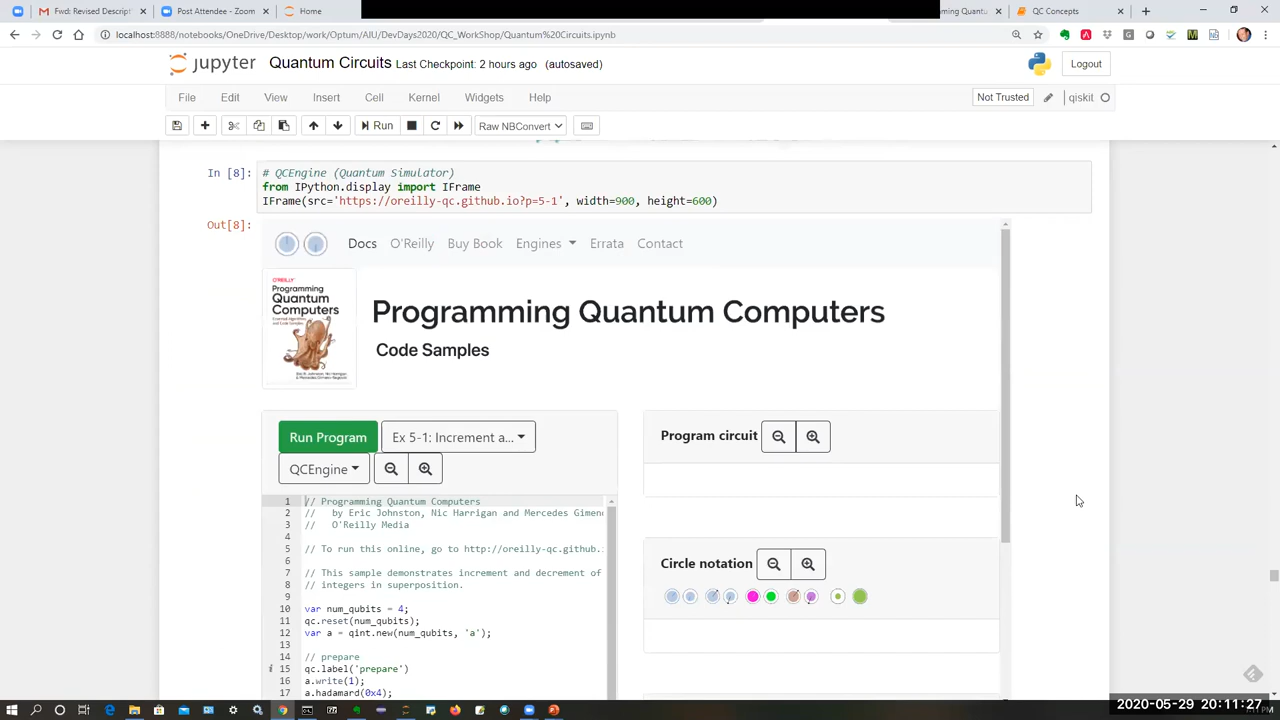 Fwd: Revised Descript
Post Attendee - Zoom
Home
QC Concepts
localhost:8888/notebooks/OneDrive/Desktop/work/Optum/AIU/DevDays2020/QC_WorkShop/Quantum%20Circuits.ipynb
jupyter Quantum Circuits Last Checkpoint: 2 hours ago (autosaved)
Logout
File Edit View Insert Cell Kernel Widgets Help
Not Trusted
qiskit
Run
Raw NBConvert
In [8]:
# QCEngine (Quantum Simulator)
from IPython.display import IFrame
IFrame(src='https://oreilly-qc.github.io?p=5-1', width=900, height=600)
Out[8]:
Docs O'Reilly Buy Book Engines Errata Contact
O'REILLY
Programming
Quantum
Computers
Programming Quantum Computers
Code Samples
Run Program
Ex 5-1: Increment a...
QCEngine
Program circuit
Circle notation
1 // Programming Quantum Computers
2 // by Eric Johnston, Nic Harrigan and Mercedes Gimen
3 // O'Reilly Media
4
5 // To run this online, go to http://oreilly-qc.github.
6
7 // This sample demonstrates increment and decrement of
8 // integers in superposition.
9
10 var num_qubits = 4;
11 qc.reset(num_qubits);
12 var a = qint.new(num_qubits, 'a');
13
14 // prepare
15 qc.label('prepare')
16 a.write(1);
17 a.hadamard(0x4);
2020-05-29 20:11:27